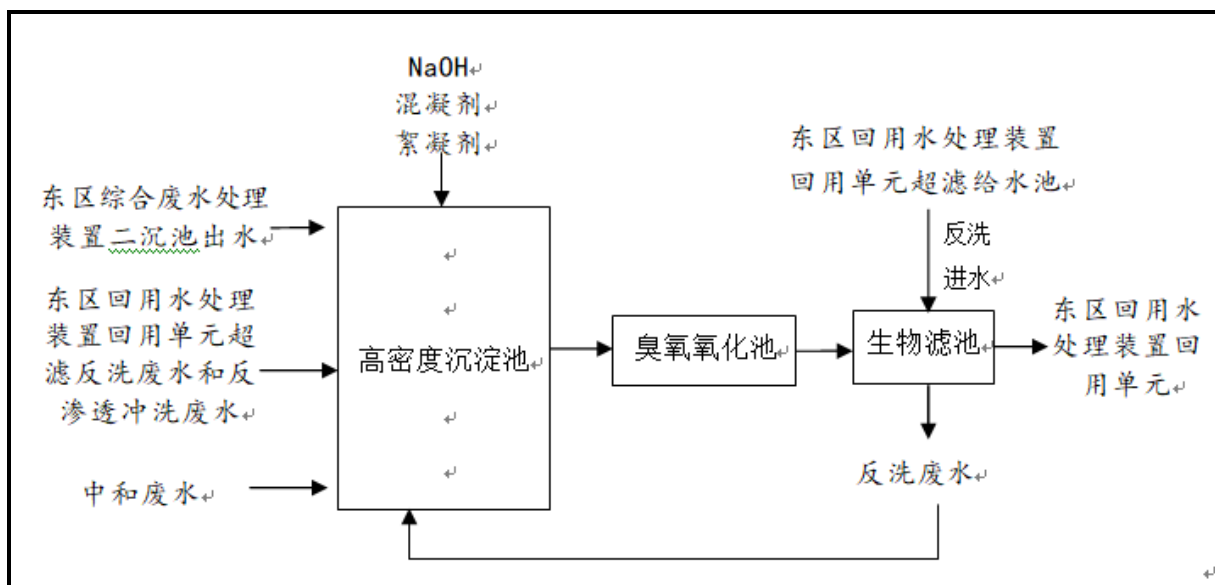 NaOH
混凝剂
絮凝剂
东区回用水处理装置
回用单元超滤给水池
东区综合废水处理
装置二沉池出水
反洗
进水
东区回用水处理
装置回用单元超
滤反洗废水和反
渗透冲洗废水
高密度沉淀池
臭氧氧化池
生物滤池
东区回用水
处理装置回
用单元
中和废水
反洗废水